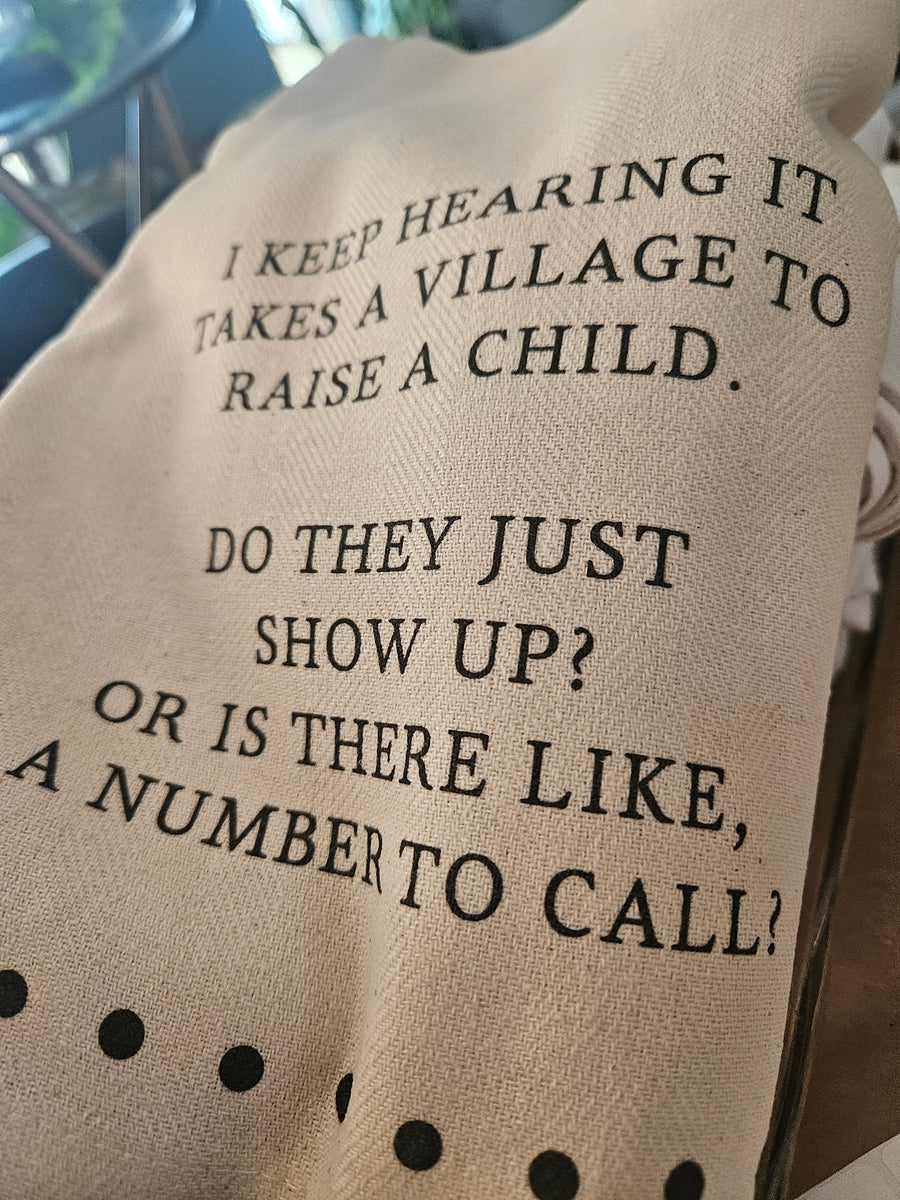 I KEEP HEARING IT
TAKES A VILLAGE TO
RAISE A CHILD.
DO THEY JUST
SHOW UP?
OR IS THERE LIKE,
A NUMBER TO CALL?